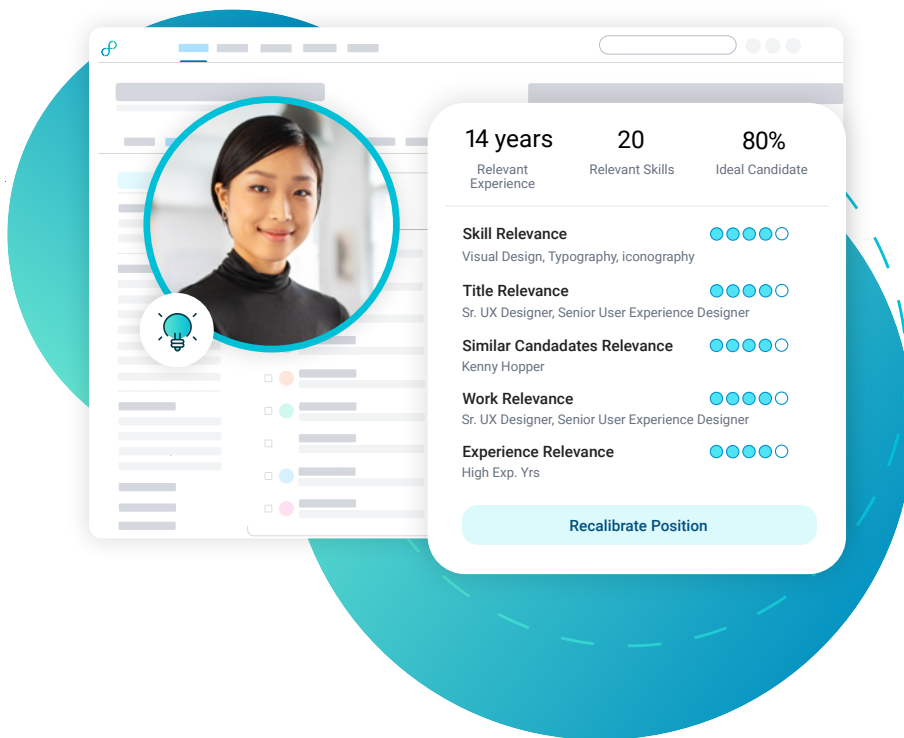 14 years
20
80%
Relevant
Experience
Relevant Skills
Ideal Candidate
Skill Relevance
Visual Design, Typography, iconography
Title Relevance
Sr. UX Designer, Senior User Experience Designer
Similar Candadates Relevance
Kenny Hopper
Work Relevance
Sr. UX Designer, Senior User Experience Designer
Experience Relevance
High Exp. Yrs
Recalibrate Position